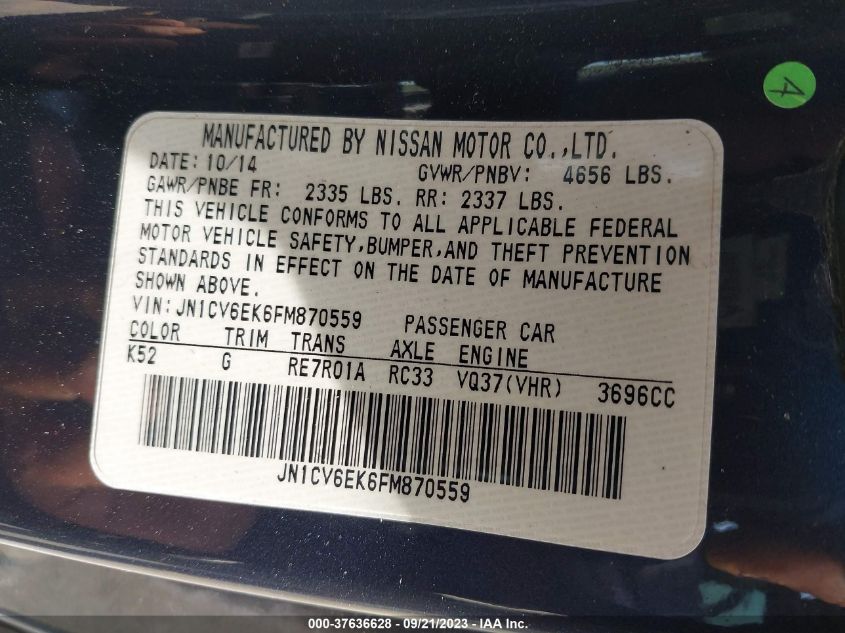 4
MANUFACTURED BY NISSAN MOTOR CO.,LTD.
DATE: 10/14 GVWR/PNBV: 4656 LBS.
GAWR/PNBE FR: 2335 LBS. RR: 2337 LBS.
THIS VEHICLE CONFORMS TO ALL APPLICABLE FEDERAL
MOTOR VEHICLE SAFETY,BUMPER,AND THEFT PREVENTION
STANDARDS IN EFFECT ON THE DATE OF MANUFACTURE
SHOWN ABOVE.
VIN:JN1CV6EK6FM870559 PASSENGER CAR
COLOR TRIM TRANS AXLE ENGINE
K52 G RE7R01A RC33 VQ37(VHR) 3696CC
JN1CV6EK6FM870559
000-37636628 - 09/21/2023 - IAA Inc.